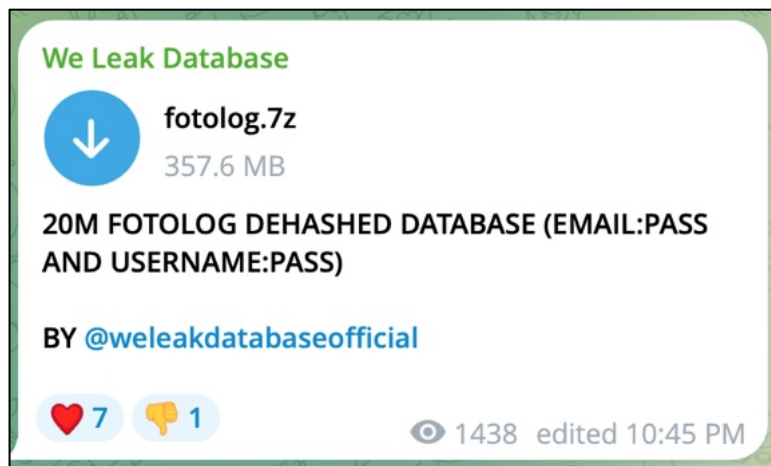 We Leak Database
fotolog.7z
357.6 MB
20M FOTOLOG DEHASHED DATABASE (EMAIL:PASS
AND USERNAME:PASS)
BY @weleakdatabaseofficial
7 1 1438 edited 10:45 PM